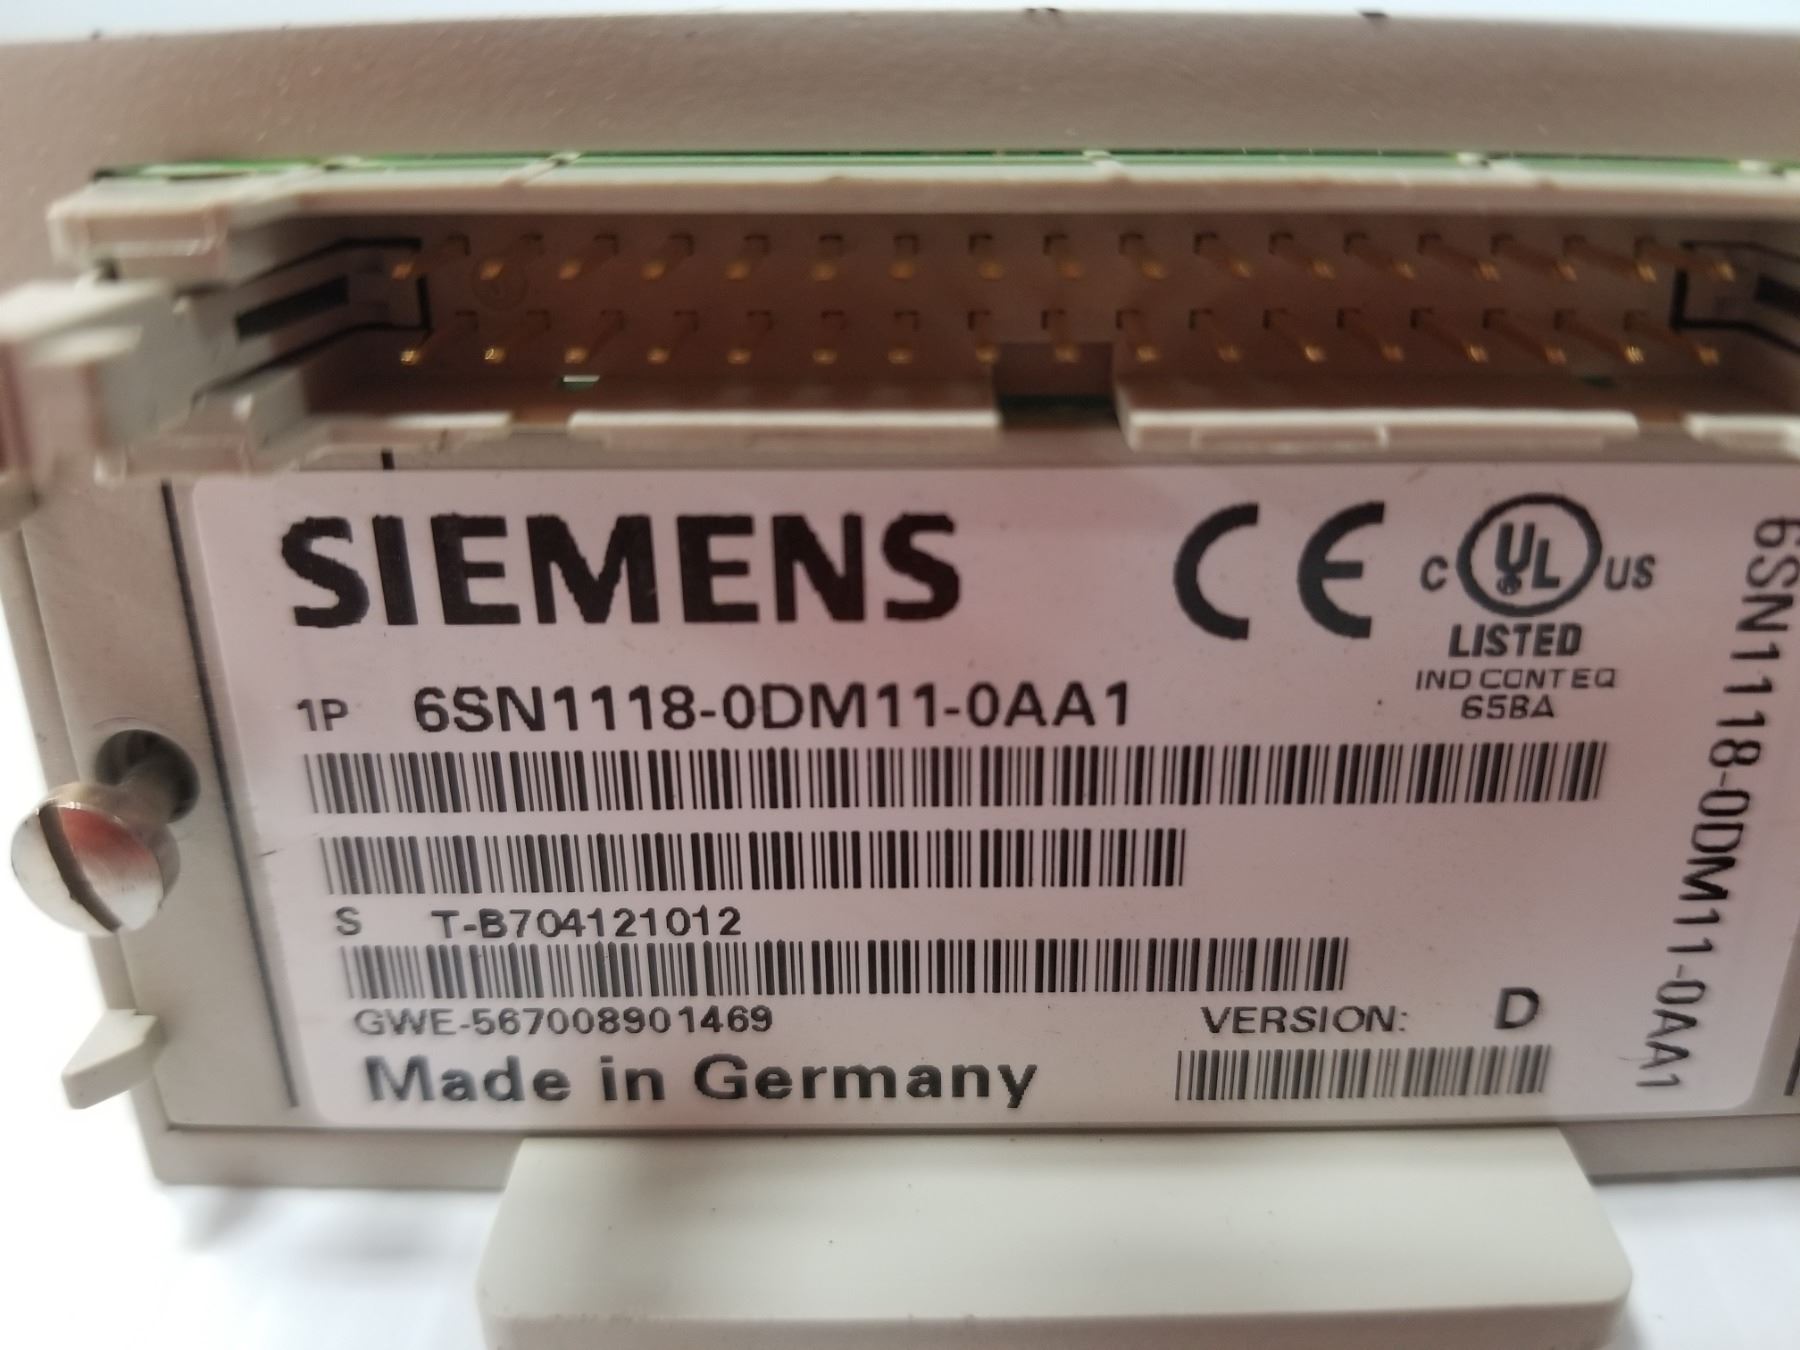 SIEMENS
CE
C UL US
LISTED
IND CONT EQ
65BA
1P 6SN1118-0DM11-0AA1
S T-B704121012
GWE-567008901469
VERSION: D
Made in Germany
6SN1118-0DM11-0AA1